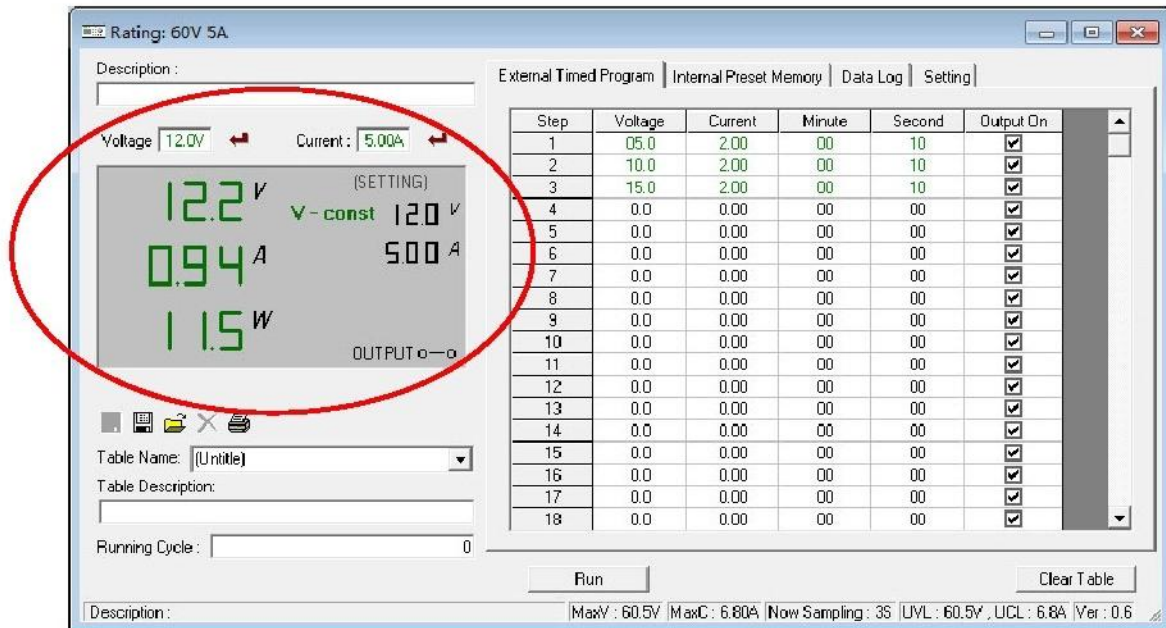 Rating: 60V 5A
Description :
Voltage 12.0V Current : 5.00A
12.2 V
(SETTING)
V-const 12.0 V
0.94 A
5.00 A
11.5 W
OUTPUT
Table Name: (Untitle)
Table Description:
Running Cycle : 0
External Timed Program Internal Preset Memory Data Log Setting
Step Voltage Current Minute Second Output On
1 05.0 2.00 00 10
2 10.0 2.00 00 10
3 15.0 2.00 00 10
4 0.0 0.00 00 00
5 0.0 0.00 00 00
6 0.0 0.00 00 00
7 0.0 0.00 00 00
8 0.0 0.00 00 00
9 0.0 0.00 00 00
10 0.0 0.00 00 00
11 0.0 0.00 00 00
12 0.0 0.00 00 00
13 0.0 0.00 00 00
14 0.0 0.00 00 00
15 0.0 0.00 00 00
16 0.0 0.00 00 00
17 0.0 0.00 00 00
18 0.0 0.00 00 00
Run Clear Table
Description : MaxV : 60.5V MaxC : 6.80A Now Sampling : 3S UVL : 60.5V , UCL : 6.8A Ver : 0.6